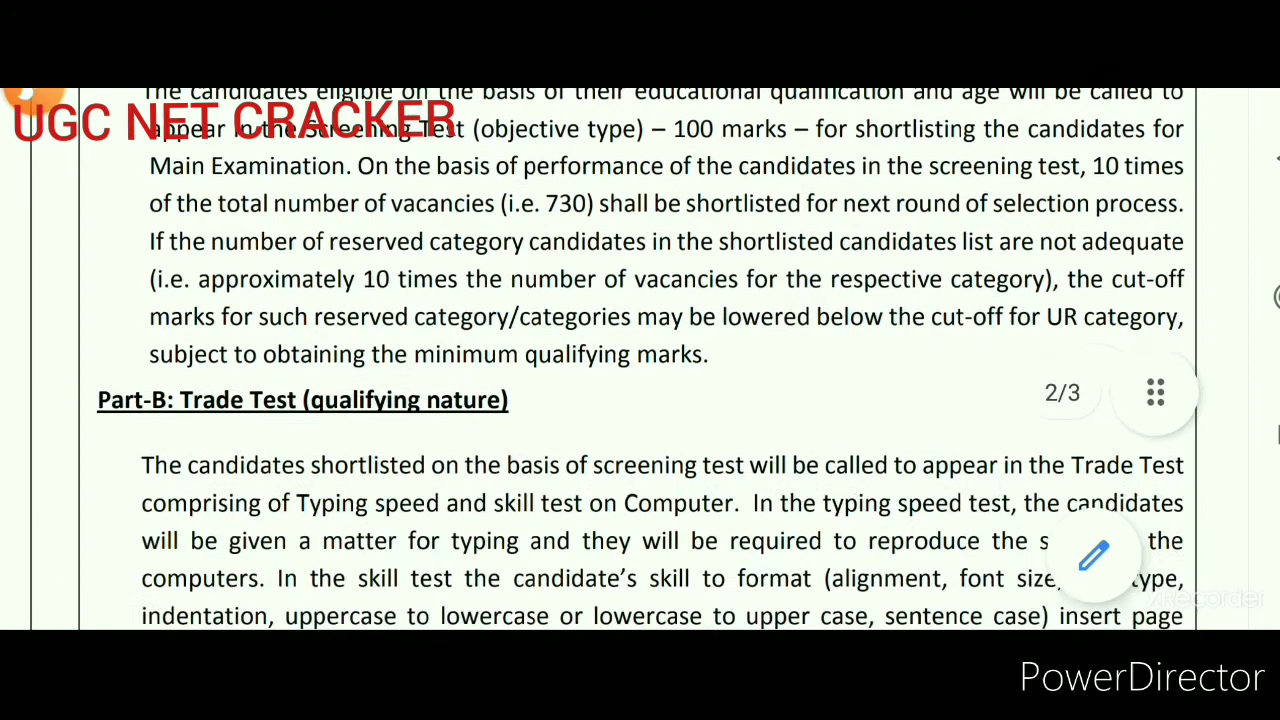 The candidates eligible on the basis of their educational qualification and age will be called to
UGC NET CRACKER
appear in the Screening Test (objective type) – 100 marks – for shortlisting the candidates for
Main Examination. On the basis of performance of the candidates in the screening test, 10 times
of the total number of vacancies (i.e. 730) shall be shortlisted for next round of selection process.
If the number of reserved category candidates in the shortlisted candidates list are not adequate
(i.e. approximately 10 times the number of vacancies for the respective category), the cut-off
marks for such reserved category/categories may be lowered below the cut-off for UR category,
subject to obtaining the minimum qualifying marks.
Part-B: Trade Test (qualifying nature)
2/3
The candidates shortlisted on the basis of screening test will be called to appear in the Trade Test
comprising of Typing speed and skill test on Computer. In the typing speed test, the candidates
will be given a matter for typing and they will be required to reproduce the s the
computers. In the skill test the candidate's skill to format (alignment, font size, type,
indentation, uppercase to lowercase or lowercase to upper case, sentence case) insert page
XRecorder
PowerDirector